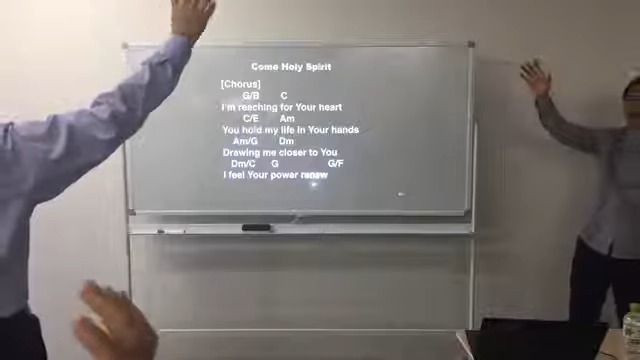 Come Holy Spirit
[Chorus]
G/B C
I'm reaching for Your heart
C/E Am
You hold my life in Your hands
Am/G Dm
Drawing me closer to You
Dm/C G G/F
I feel Your power renew